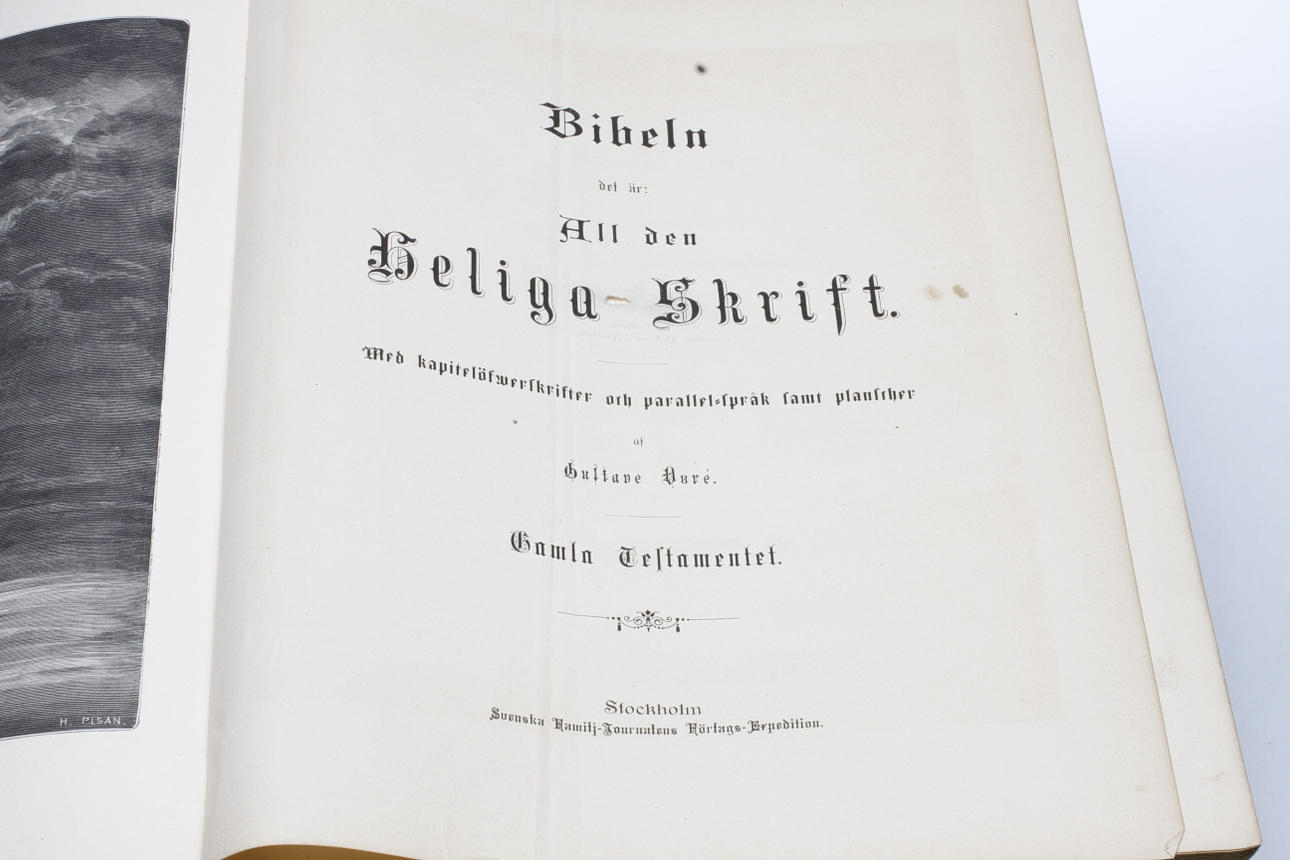 Bibeln
det är:
All den
Heliga Skrift.
Med kapitelöfwerſkrifter och parallel-ſpråk ſamt planſcher
af
Guſtave Doré.
Gamla Teſtamentet.
Stockholm
Svenska Familj-Journalens Förlags-Expedition.
H. PISAN.